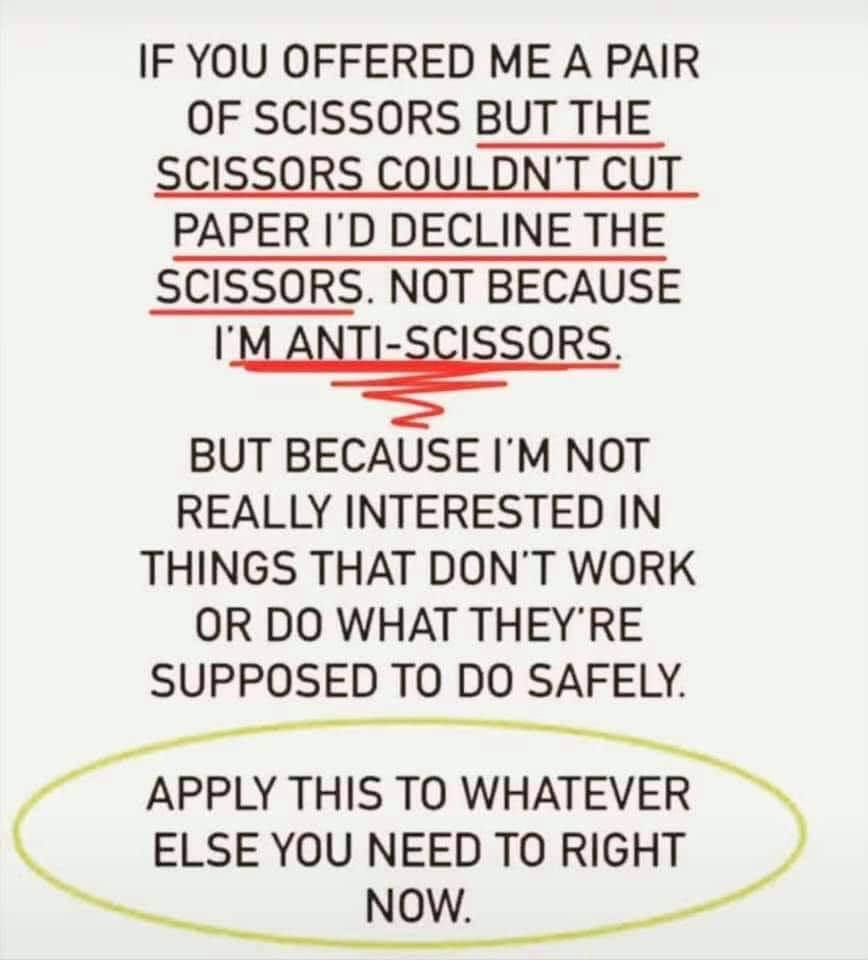 IF YOU OFFERED ME A PAIR
OF SCISSORS BUT THE
SCISSORS COULDN'T CUT
PAPER I'D DECLINE THE
SCISSORS. NOT BECAUSE
I'M ANTI-SCISSORS.
BUT BECAUSE I'M NOT
REALLY INTERESTED IN
THINGS THAT DON'T WORK
OR DO WHAT THEY'RE
SUPPOSED TO DO SAFELY.
APPLY THIS TO WHATEVER
ELSE YOU NEED TO RIGHT
NOW.